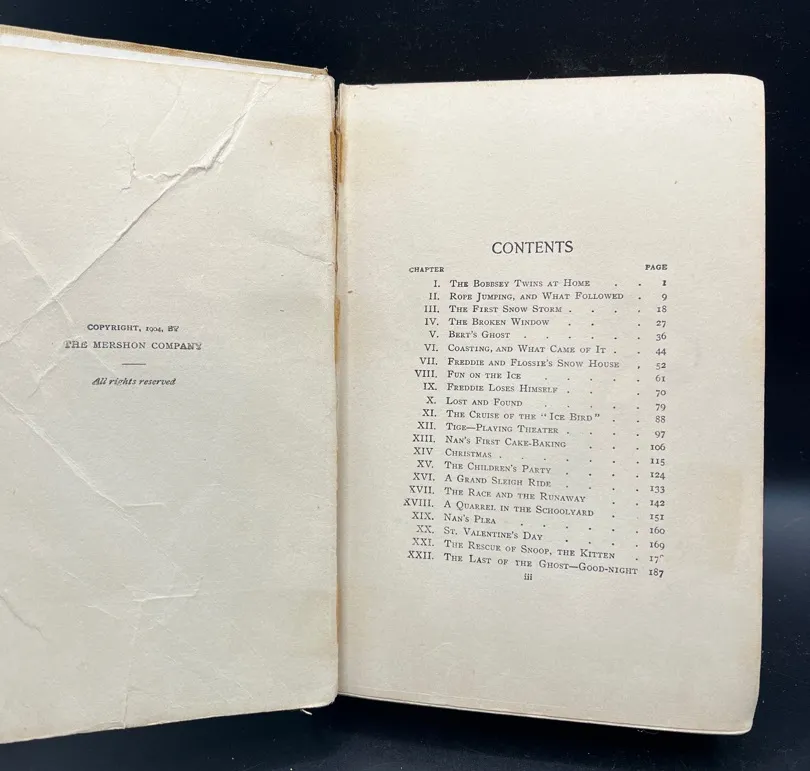 COPYRIGHT, 1904, BY
THE MERSHON COMPANY
All rights reserved
CONTENTS
CHAPTER PAGE
I. THE BOBBSEY TWINS AT HOME . . 1
II. ROPE JUMPING, AND WHAT FOLLOWED . 9
III. THE FIRST SNOW STORM . . . . 18
IV. THE BROKEN WINDOW . . . . 27
V. BERT'S GHOST . . . . . . 36
VI. COASTING, AND WHAT CAME OF IT . . 44
VII. FREDDIE AND FLOSSIE'S SNOW HOUSE . 52
VIII. FUN ON THE ICE . . . . . 61
IX. FREDDIE LOSES HIMSELF . . . . 70
X. LOST AND FOUND . . . . . 79
XI. THE CRUISE OF THE "ICE BIRD" . . 88
XII. TIGE—PLAYING THEATER . . . . 97
XIII. NAN'S FIRST CAKE-BAKING . . . 106
XIV CHRISTMAS . . . . . . . 115
XV. THE CHILDREN'S PARTY . . . . 124
XVI. A GRAND SLEIGH RIDE . . . . 133
XVII. THE RACE AND THE RUNAWAY . . . 142
XVIII. A QUARREL IN THE SCHOOLYARD . . 151
XIX. NAN'S PLEA . . . . . . 160
XX. ST. VALENTINE'S DAY . . . . 169
XXI. THE RESCUE OF SNOOP, THE KITTEN .
XXII. THE LAST OF THE GHOST—GOOD-NIGHT 187
iii